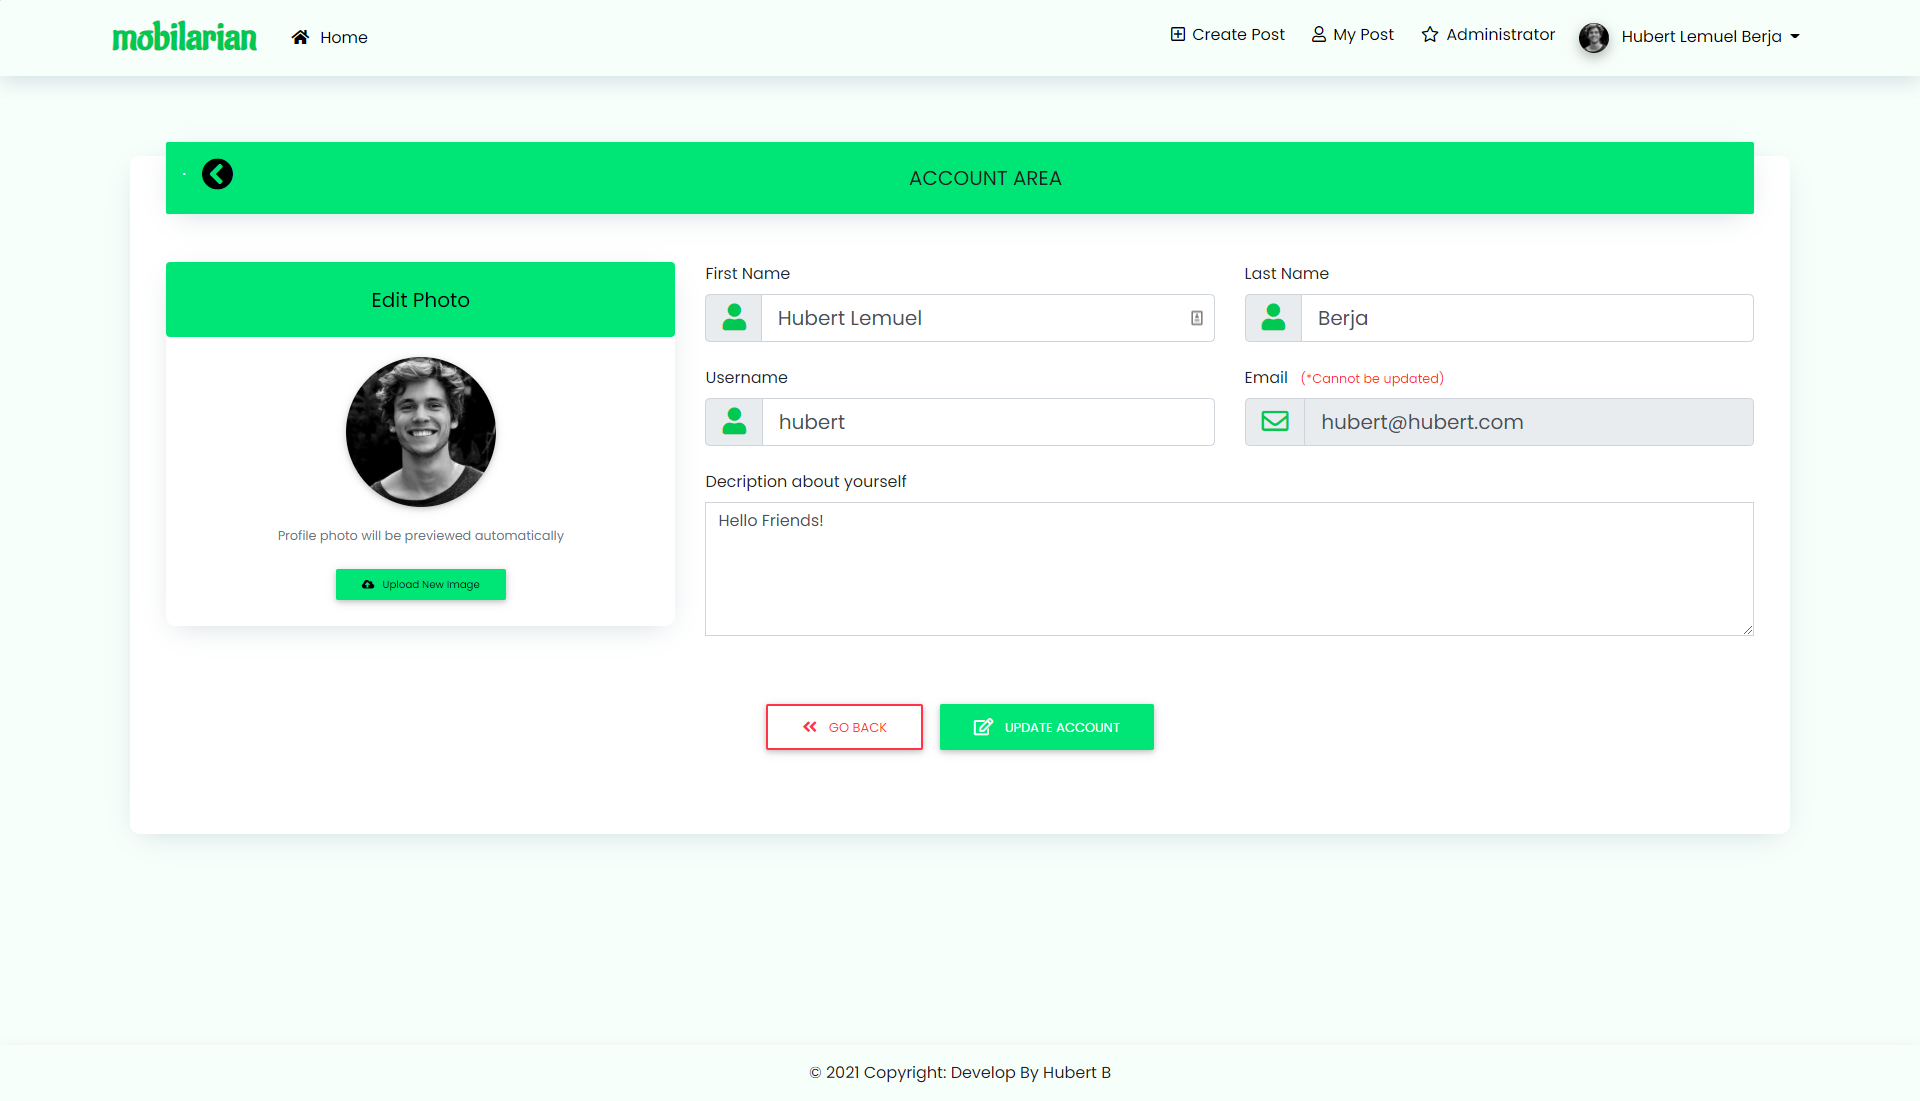 mobilarian
Home
Create Post
My Post
Administrator
Hubert Lemuel Berja
ACCOUNT AREA
Edit Photo
Profile photo will be previewed automatically
Upload New Image
First Name
Hubert Lemuel
Last Name
Berja
Username
hubert
Email (*Cannot be updated)
hubert@hubert.com
Decription about yourself
Hello Friends!
GO BACK
UPDATE ACCOUNT
© 2021 Copyright: Develop By Hubert B